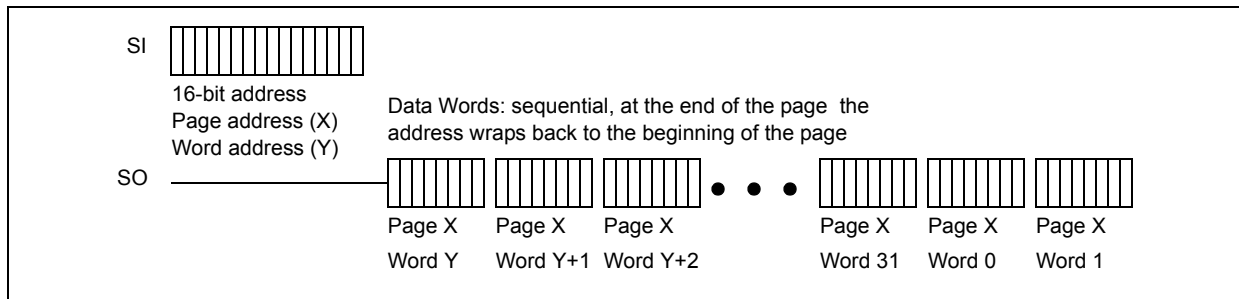 SI
16-bit address
Page address (X)
Word address (Y)
Data Words: sequential, at the end of the page the
address wraps back to the beginning of the page
SO
Page X Page X Page X Page X Page X Page X
Word Y Word Y+1 Word Y+2 Word 31 Word 0 Word 1